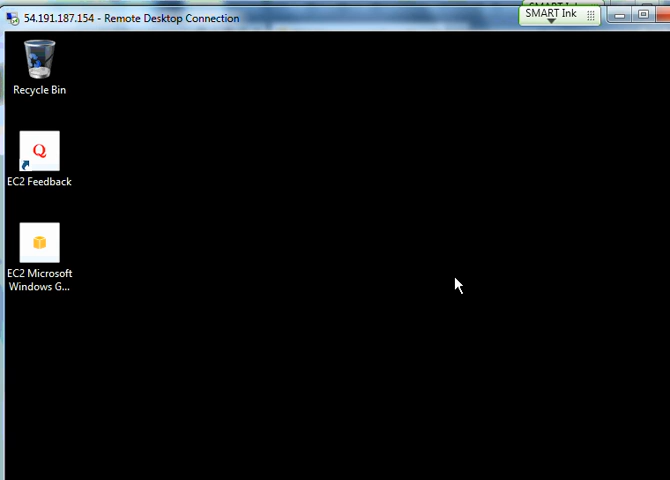 54.191.187.154 - Remote Desktop Connection
SMART Ink
Recycle Bin
Q
EC2 Feedback
EC2 Microsoft
Windows G...